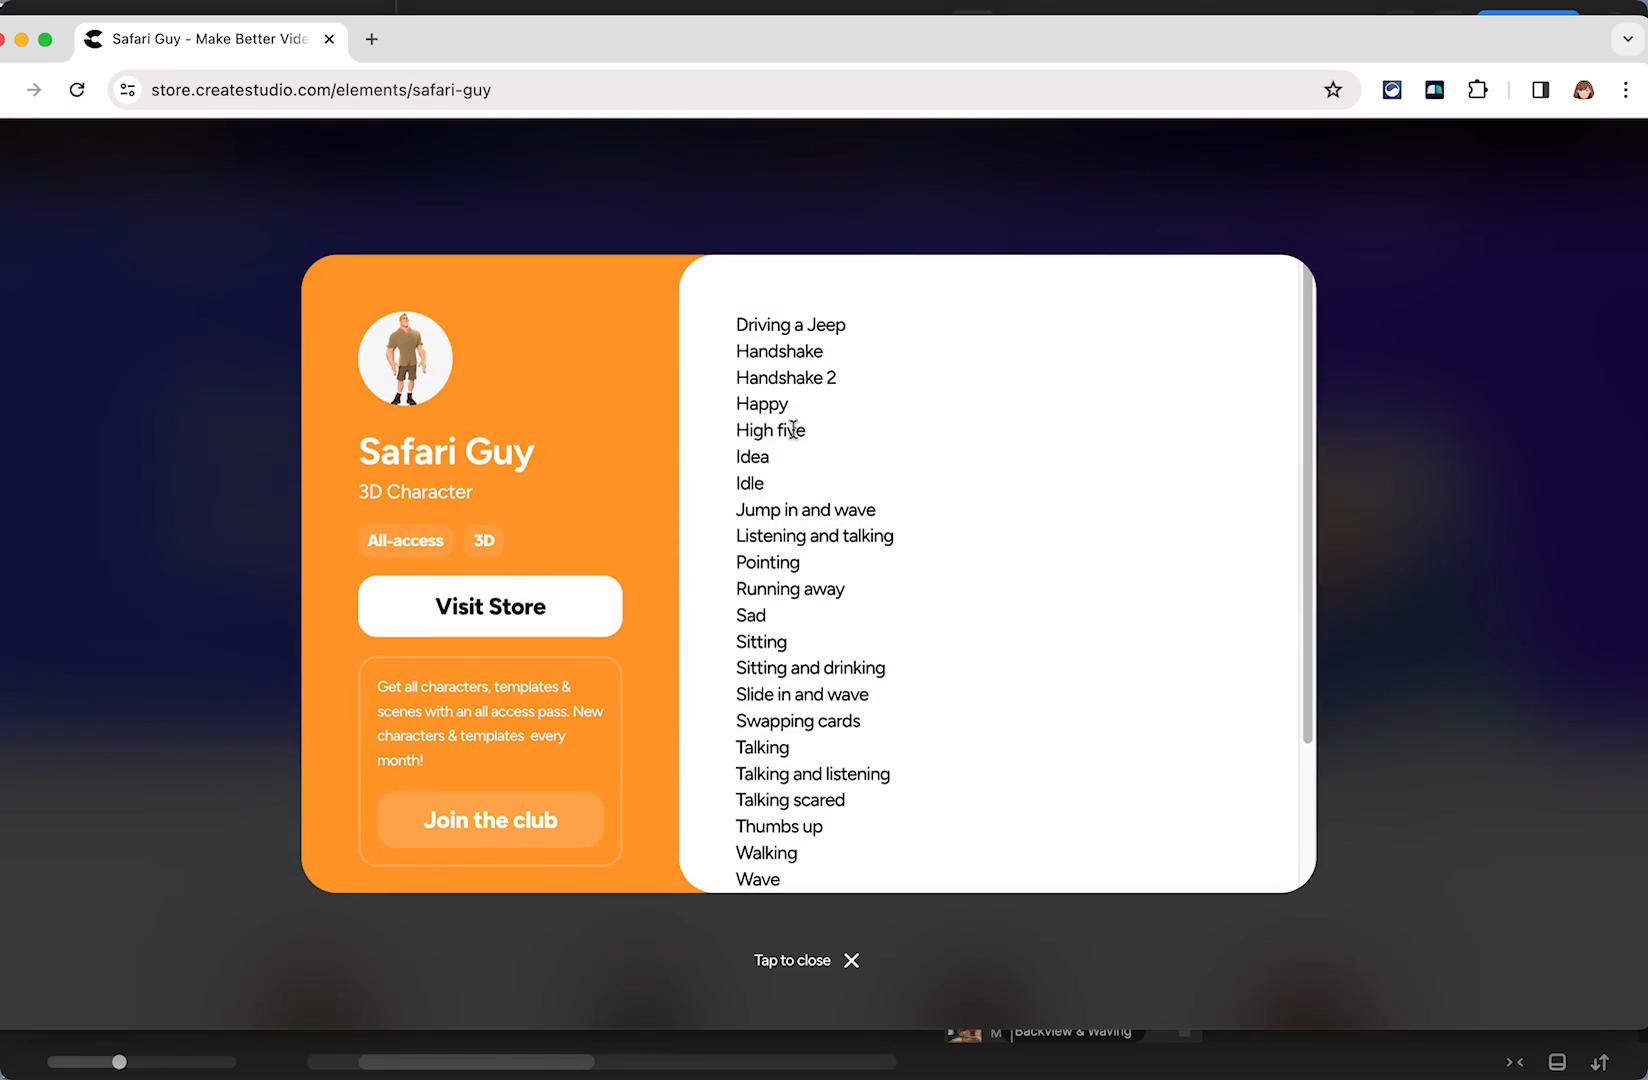 Safari Guy - Make Better Vide
store.createstudio.com/elements/safari-guy
Safari Guy
3D Character
All-access
3D
Visit Store
Get all characters, templates &
scenes with an all access pass. New
characters & templates every
month!
Join the club
Driving a Jeep
Handshake
Handshake 2
Happy
High five
Idea
Idle
Jump in and wave
Listening and talking
Pointing
Running away
Sad
Sitting
Sitting and drinking
Slide in and wave
Swapping cards
Talking
Talking and listening
Talking scared
Thumbs up
Walking
Wave
Tap to close
M
Backview & Waving